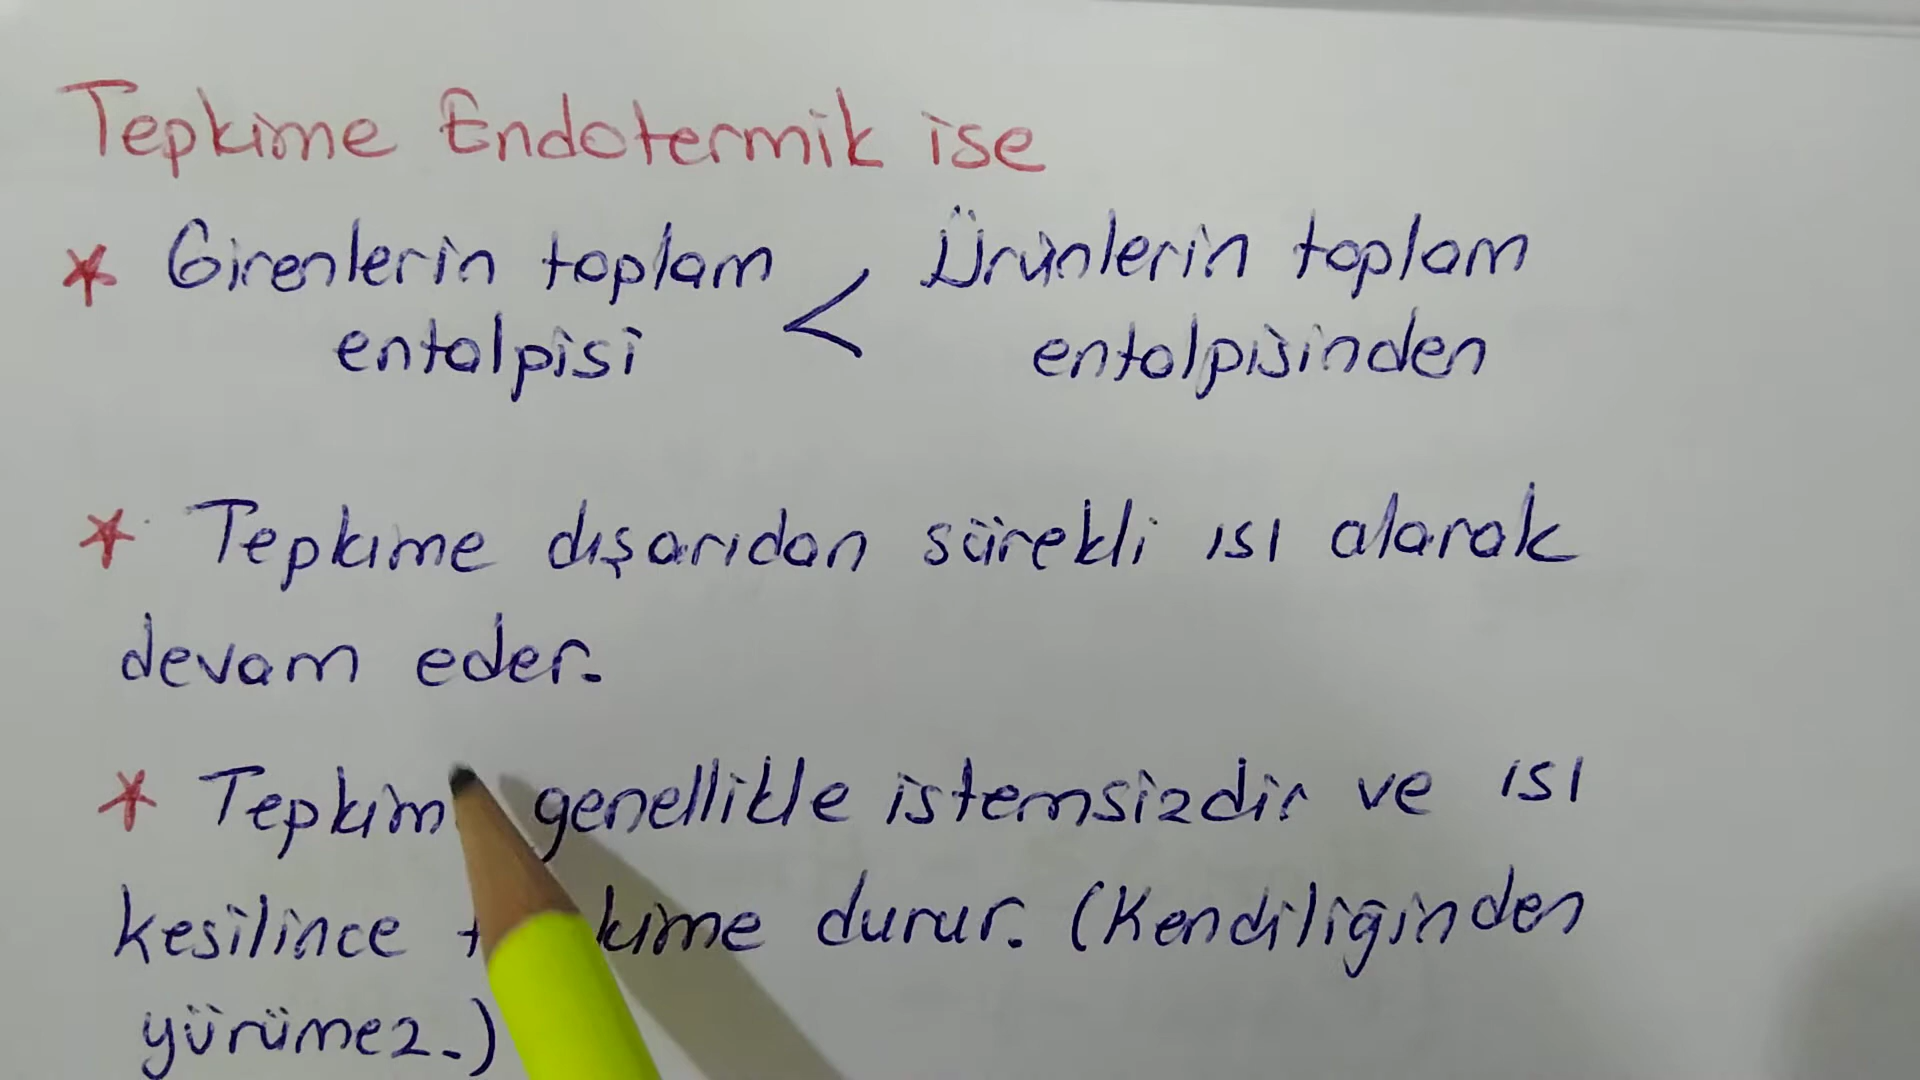 Tepkime Endotermik ise
* Girenlerin toplam entalpisi < Ürünlerin toplam entalpisinden
* Tepkime dışarıdan sürekli ısı alarak
devam eder.
* Tepkim genellikle istemsizdir ve ısı
kesilince durur. (Kendiliğinden
yürümez.)